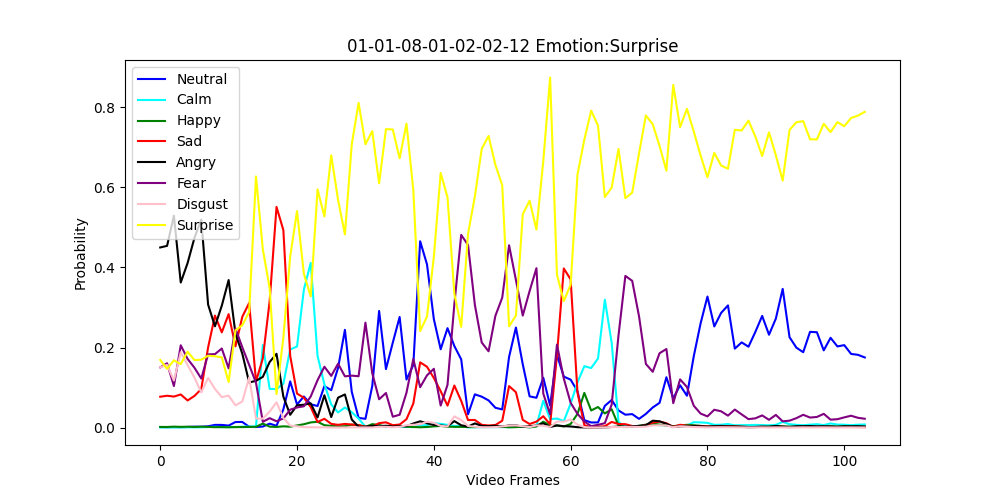 01-01-08-01-02-02-12 Emotion:Surprise
Neutral
Calm
Happy
Sad
Angry
Fear
Disgust
Surprise
0.8
0.6
0.4
0.2
0.0
Probability
0 20 40 60 80 100
Video Frames